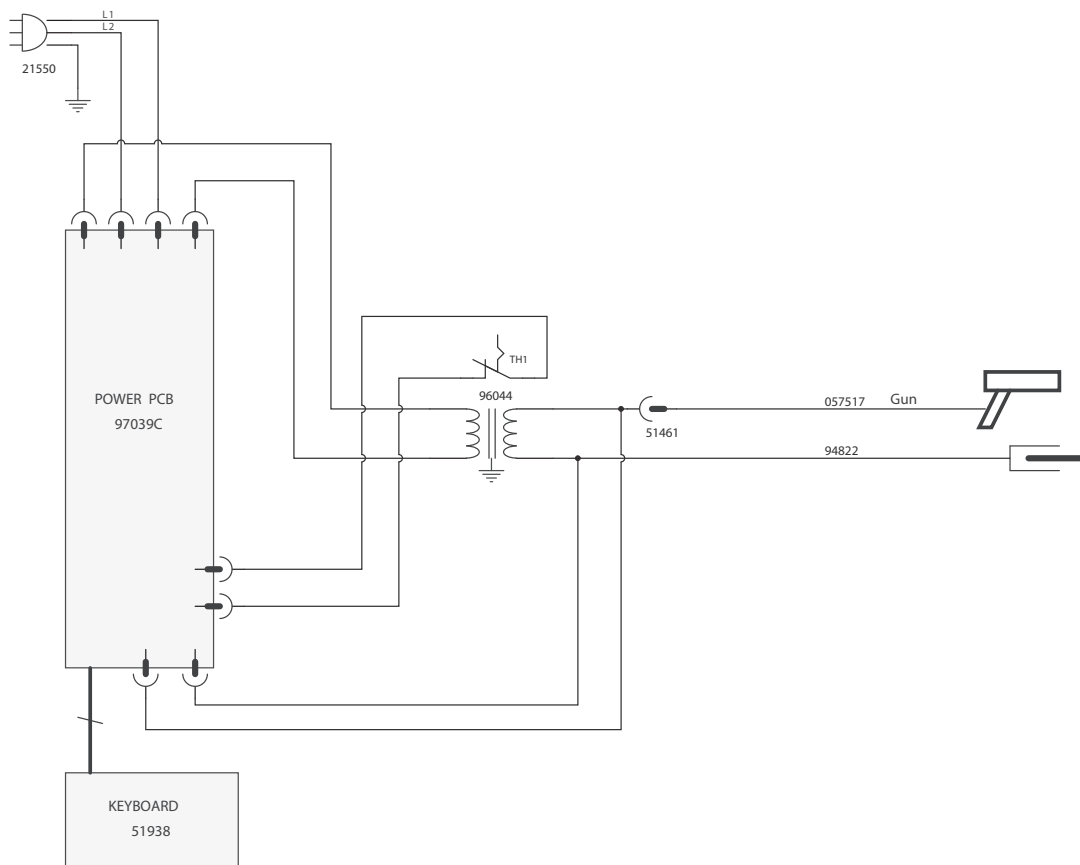 L1
L2
21550
TH1
96044
POWER PCB
97039C
057517 Gun
51461
94822
KEYBOARD
51938